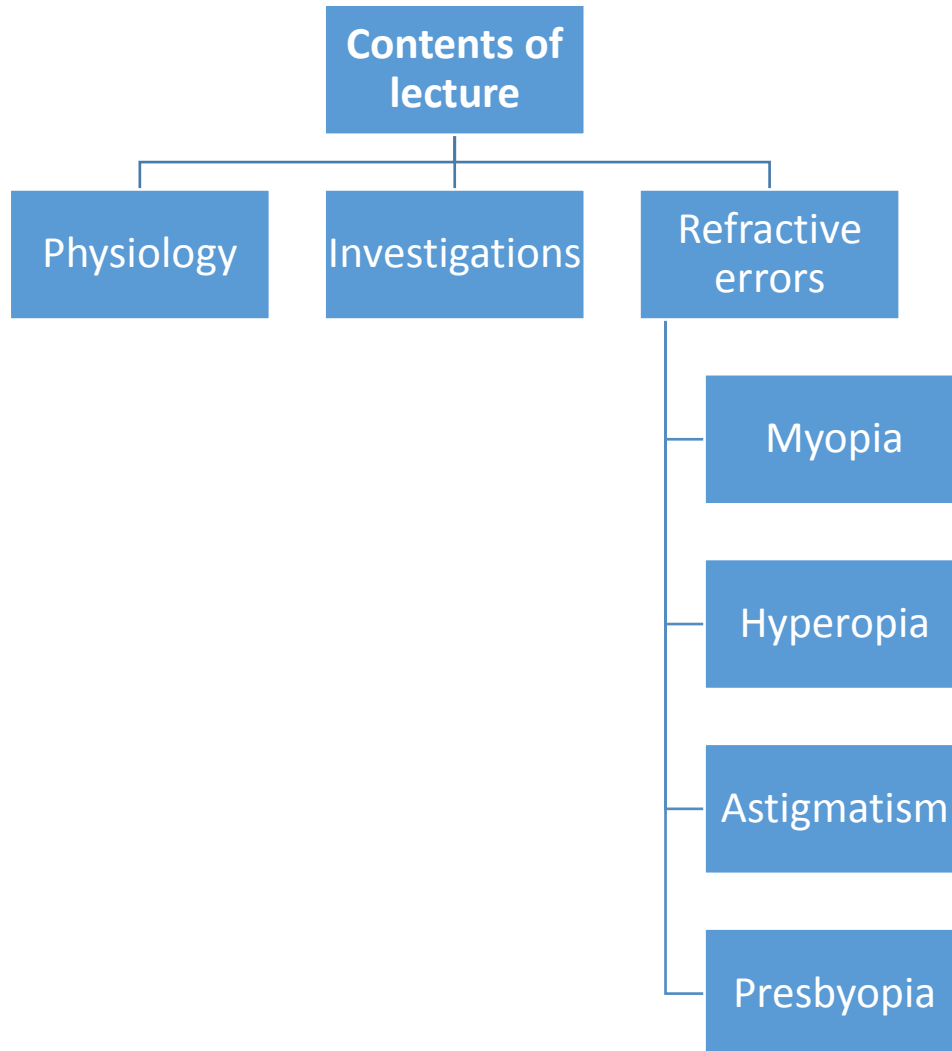 Contents of
lecture
Physiology
Investigations
Refractive
errors
Myopia
Hyperopia
Astigmatism
Presbyopia